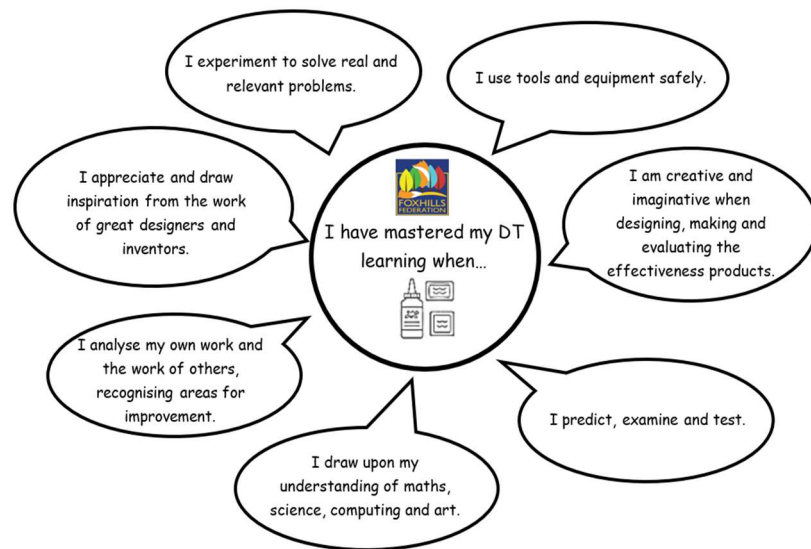 I experiment to solve real and
relevant problems.
I use tools and equipment safely.
I appreciate and draw
inspiration from the work
of great designers and
inventors.
FOXHILLS
FEDERATION
I have mastered my DT
learning when...
I am creative and
imaginative when
designing, making and
evaluating the
effectiveness products.
I analyse my own work and
the work of others,
recognising areas for
improvement.
I predict, examine and test.
I draw upon my
understanding of maths,
science, computing and art.